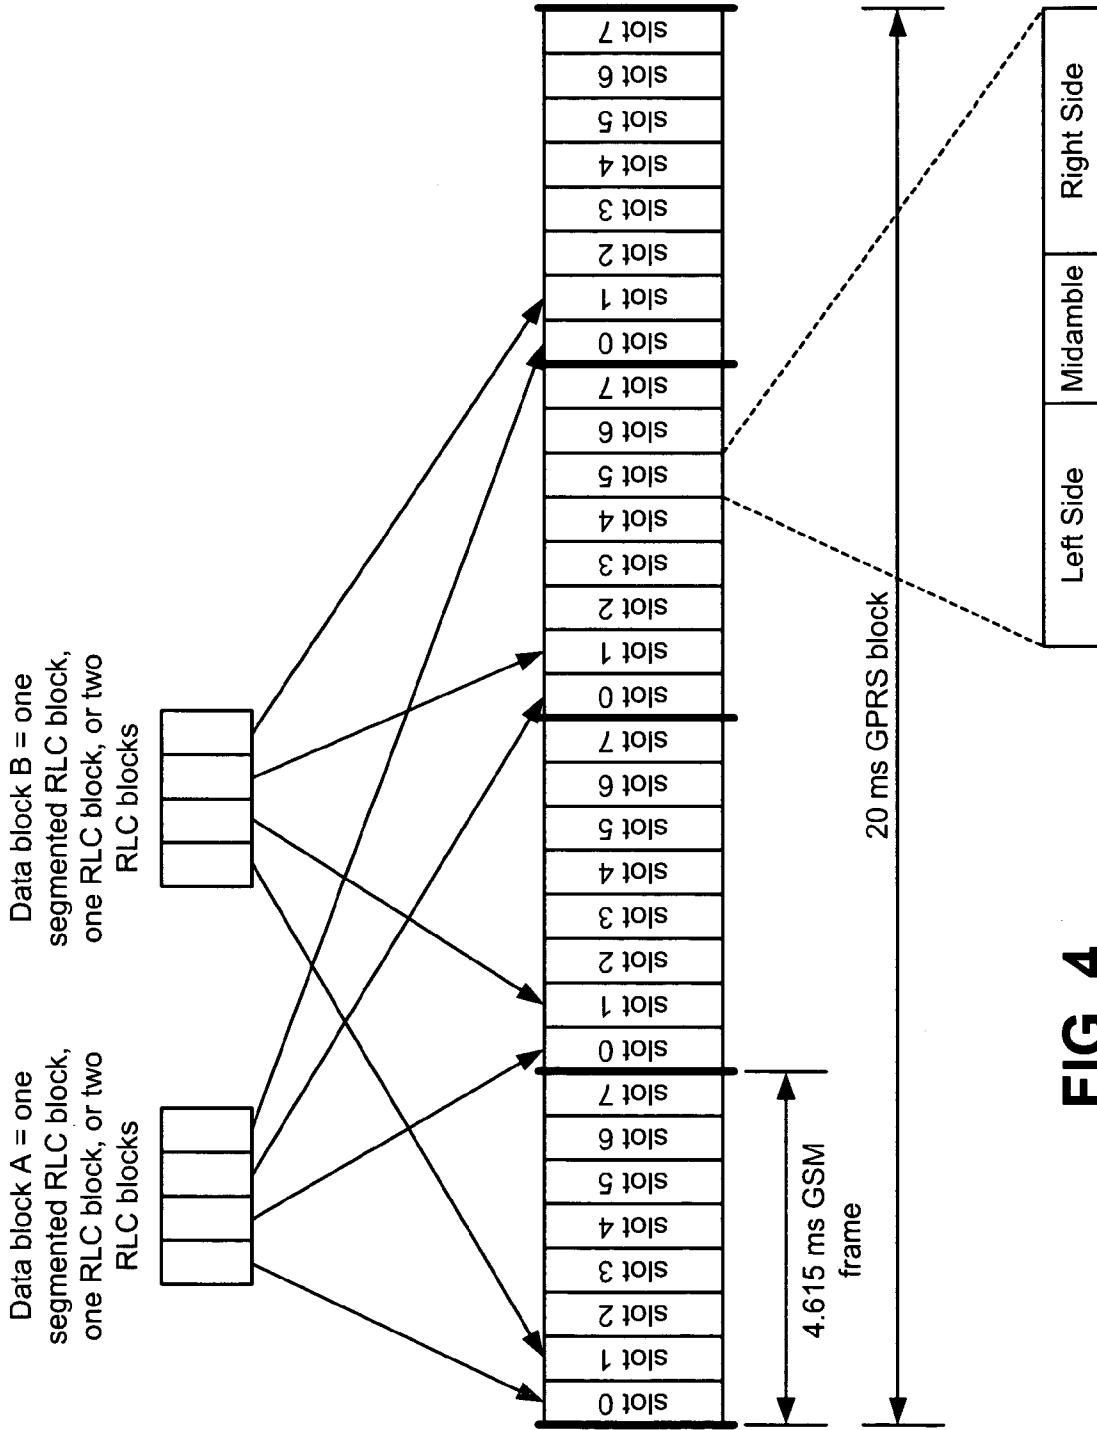 Data block A = one
segmented RLC block,
one RLC block, or two
RLC blocks
Data block B = one
segmented RLC block,
one RLC block, or two
RLC blocks
slot 0
slot 1
slot 2
slot 3
slot 4
slot 5
slot 6
slot 7
slot 0
slot 1
slot 2
slot 3
slot 4
slot 5
slot 6
slot 7
slot 0
slot 1
slot 2
slot 3
slot 4
slot 5
slot 6
slot 7
slot 0
slot 1
slot 2
slot 3
slot 4
slot 5
slot 6
slot 7
4.615 ms GSM
frame
20 ms GPRS block
Left Side
Midamble
Right Side
FIG. 4